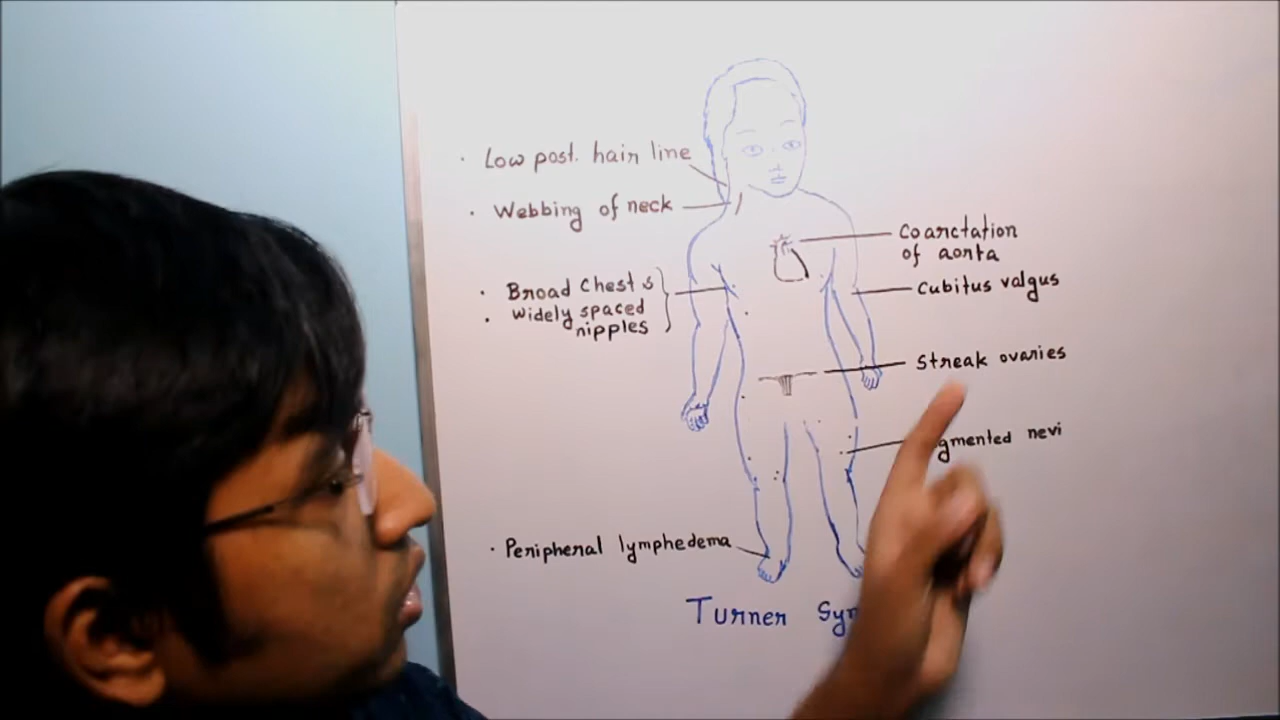 · Low post. hair line
· Webbing of neck
· Broad Chest &
· Widely spaced
nipples
· Peripheral lymphedema
Coarctation
of aorta
Cubitus valgus
Streak ovaries
gmented nevi
Turner Syn